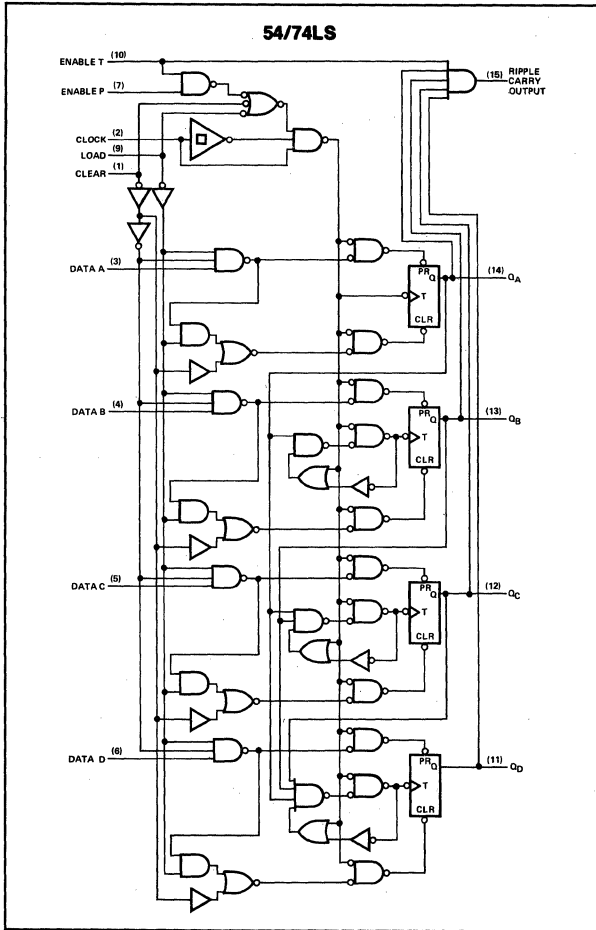 54/74LS
ENABLE T (10)
ENABLE P (7)
(15) RIPPLE CARRY OUTPUT
CLOCK (2)
LOAD (9)
CLEAR (1)
DATA A (3)
PR Q (14) QA
T
CLR
DATA B (4)
PR Q (13) QB
T
CLR
DATA C (5)
PR Q (12) QC
T
CLR
DATA D (6)
PR Q (11) QD
T
CLR